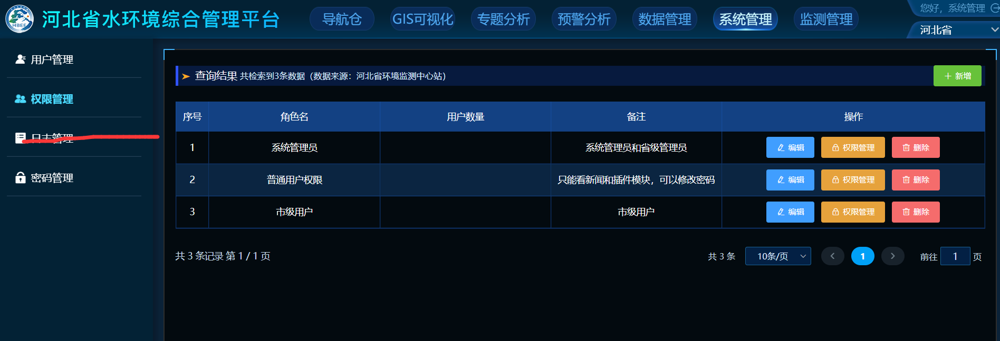 HBEE
河北省水环境综合管理平台
导航仓 GIS可视化 专题分析 预警分析 数据管理 系统管理 监测管理
您好，系统管理
河北省
用户管理
权限管理
日志管理
密码管理
查询结果 共检索到3条数据（数据来源：河北省环境监测中心站）
新增
序号 角色名 用户数量 备注 操作
1 系统管理员 系统管理员和省级管理员 编辑 权限管理 删除
2 普通用户权限 只能看新闻和插件模块，可以修改密码 编辑 权限管理 删除
3 市级用户 市级用户 编辑 权限管理 删除
共 3 条记录 第 1 / 1 页
共 3 条 10条/页 1 前往 1 页